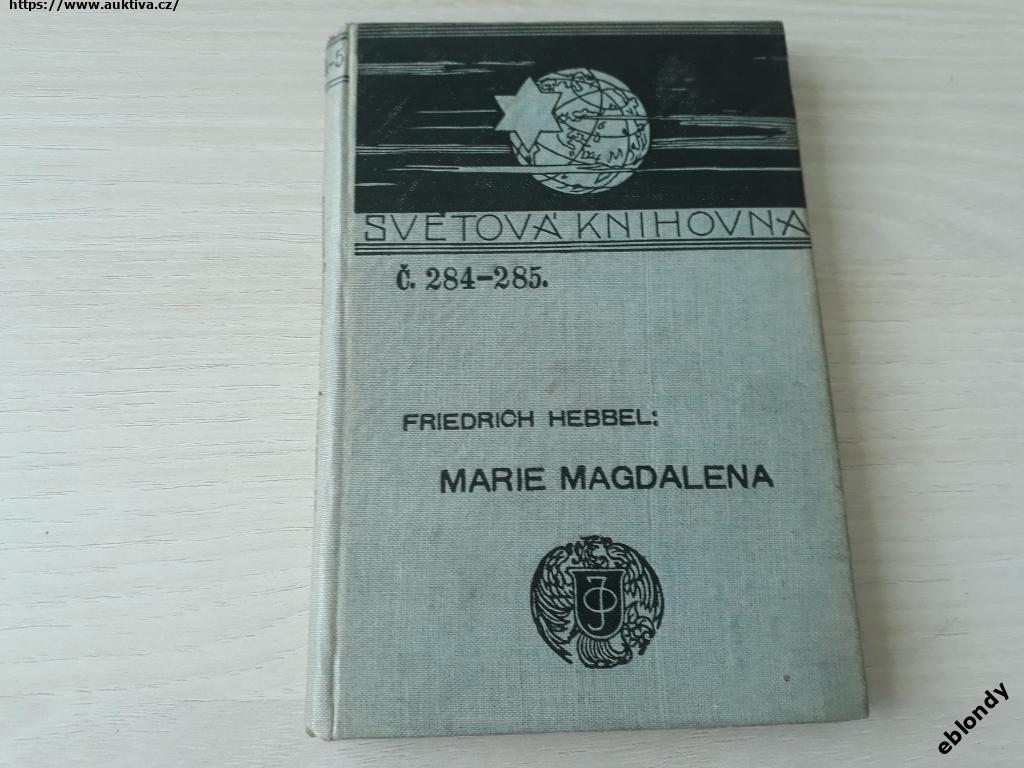 https://www.auktiva.cz/
SVĚTOVÁ KNIHOVNA
Č. 284-285.
FRIEDRICH HEBBEL:
MARIE MAGDALENA
eblondy